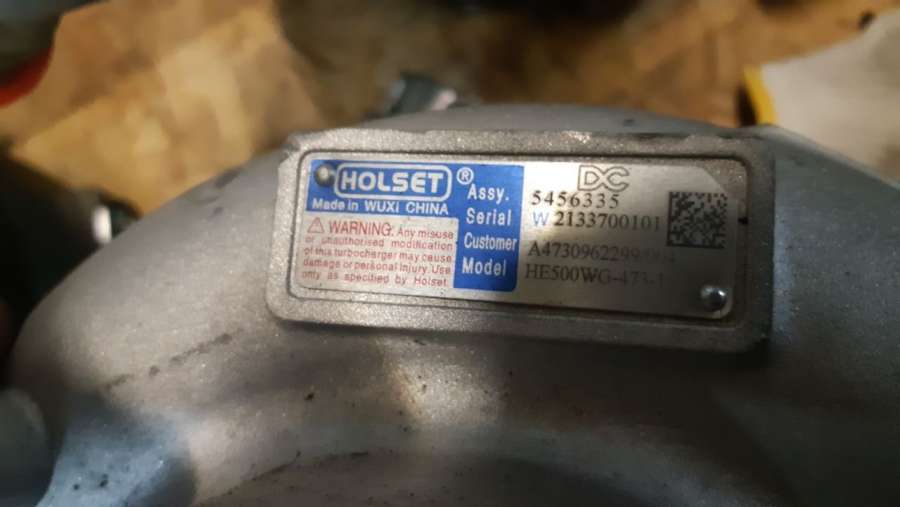 HOLSET®
Made in WUXi CHINA
⚠ WARNING: Any misuse
or unauthorised modification
of this turbocharger may cause
damage or personal injury. Use
only as specified by Holset.
DC
Assy. 5456335
Serial W 2133700101
Customer
Model HE500WG-473-1